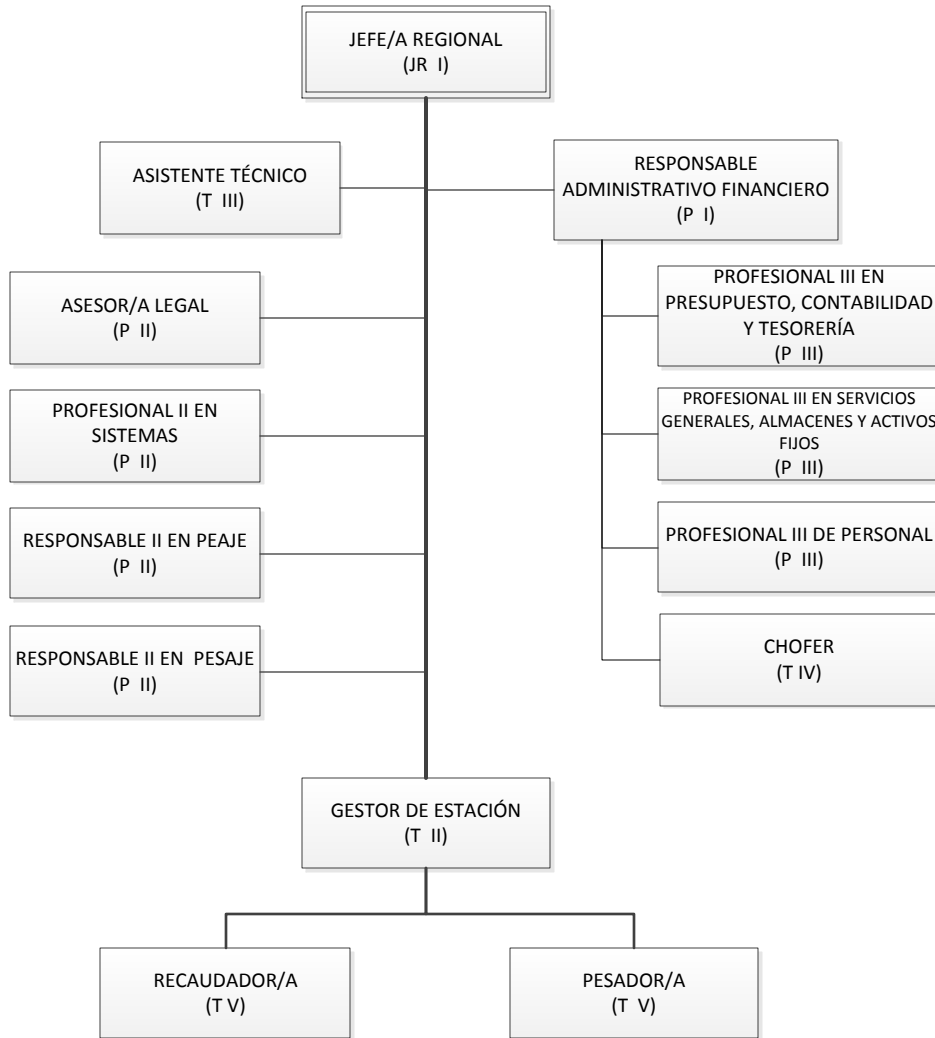 JEFE/A REGIONAL
(JR I)
ASISTENTE TÉCNICO
(T III)
RESPONSABLE
ADMINISTRATIVO FINANCIERO
(P I)
ASESOR/A LEGAL
(P II)
PROFESIONAL II EN
SISTEMAS
(P II)
RESPONSABLE II EN PEAJE
(P II)
RESPONSABLE II EN PESAJE
(P II)
PROFESIONAL III EN
PRESUPUESTO, CONTABILIDAD
Y TESORERÍA
(P III)
PROFESIONAL III EN SERVICIOS
GENERALES, ALMACENES Y ACTIVOS
FIJOS
(P III)
PROFESIONAL III DE PERSONAL
(P III)
CHOFER
(T IV)
GESTOR DE ESTACIÓN
(T II)
RECAUDADOR/A
(T V)
PESADOR/A
(T V)